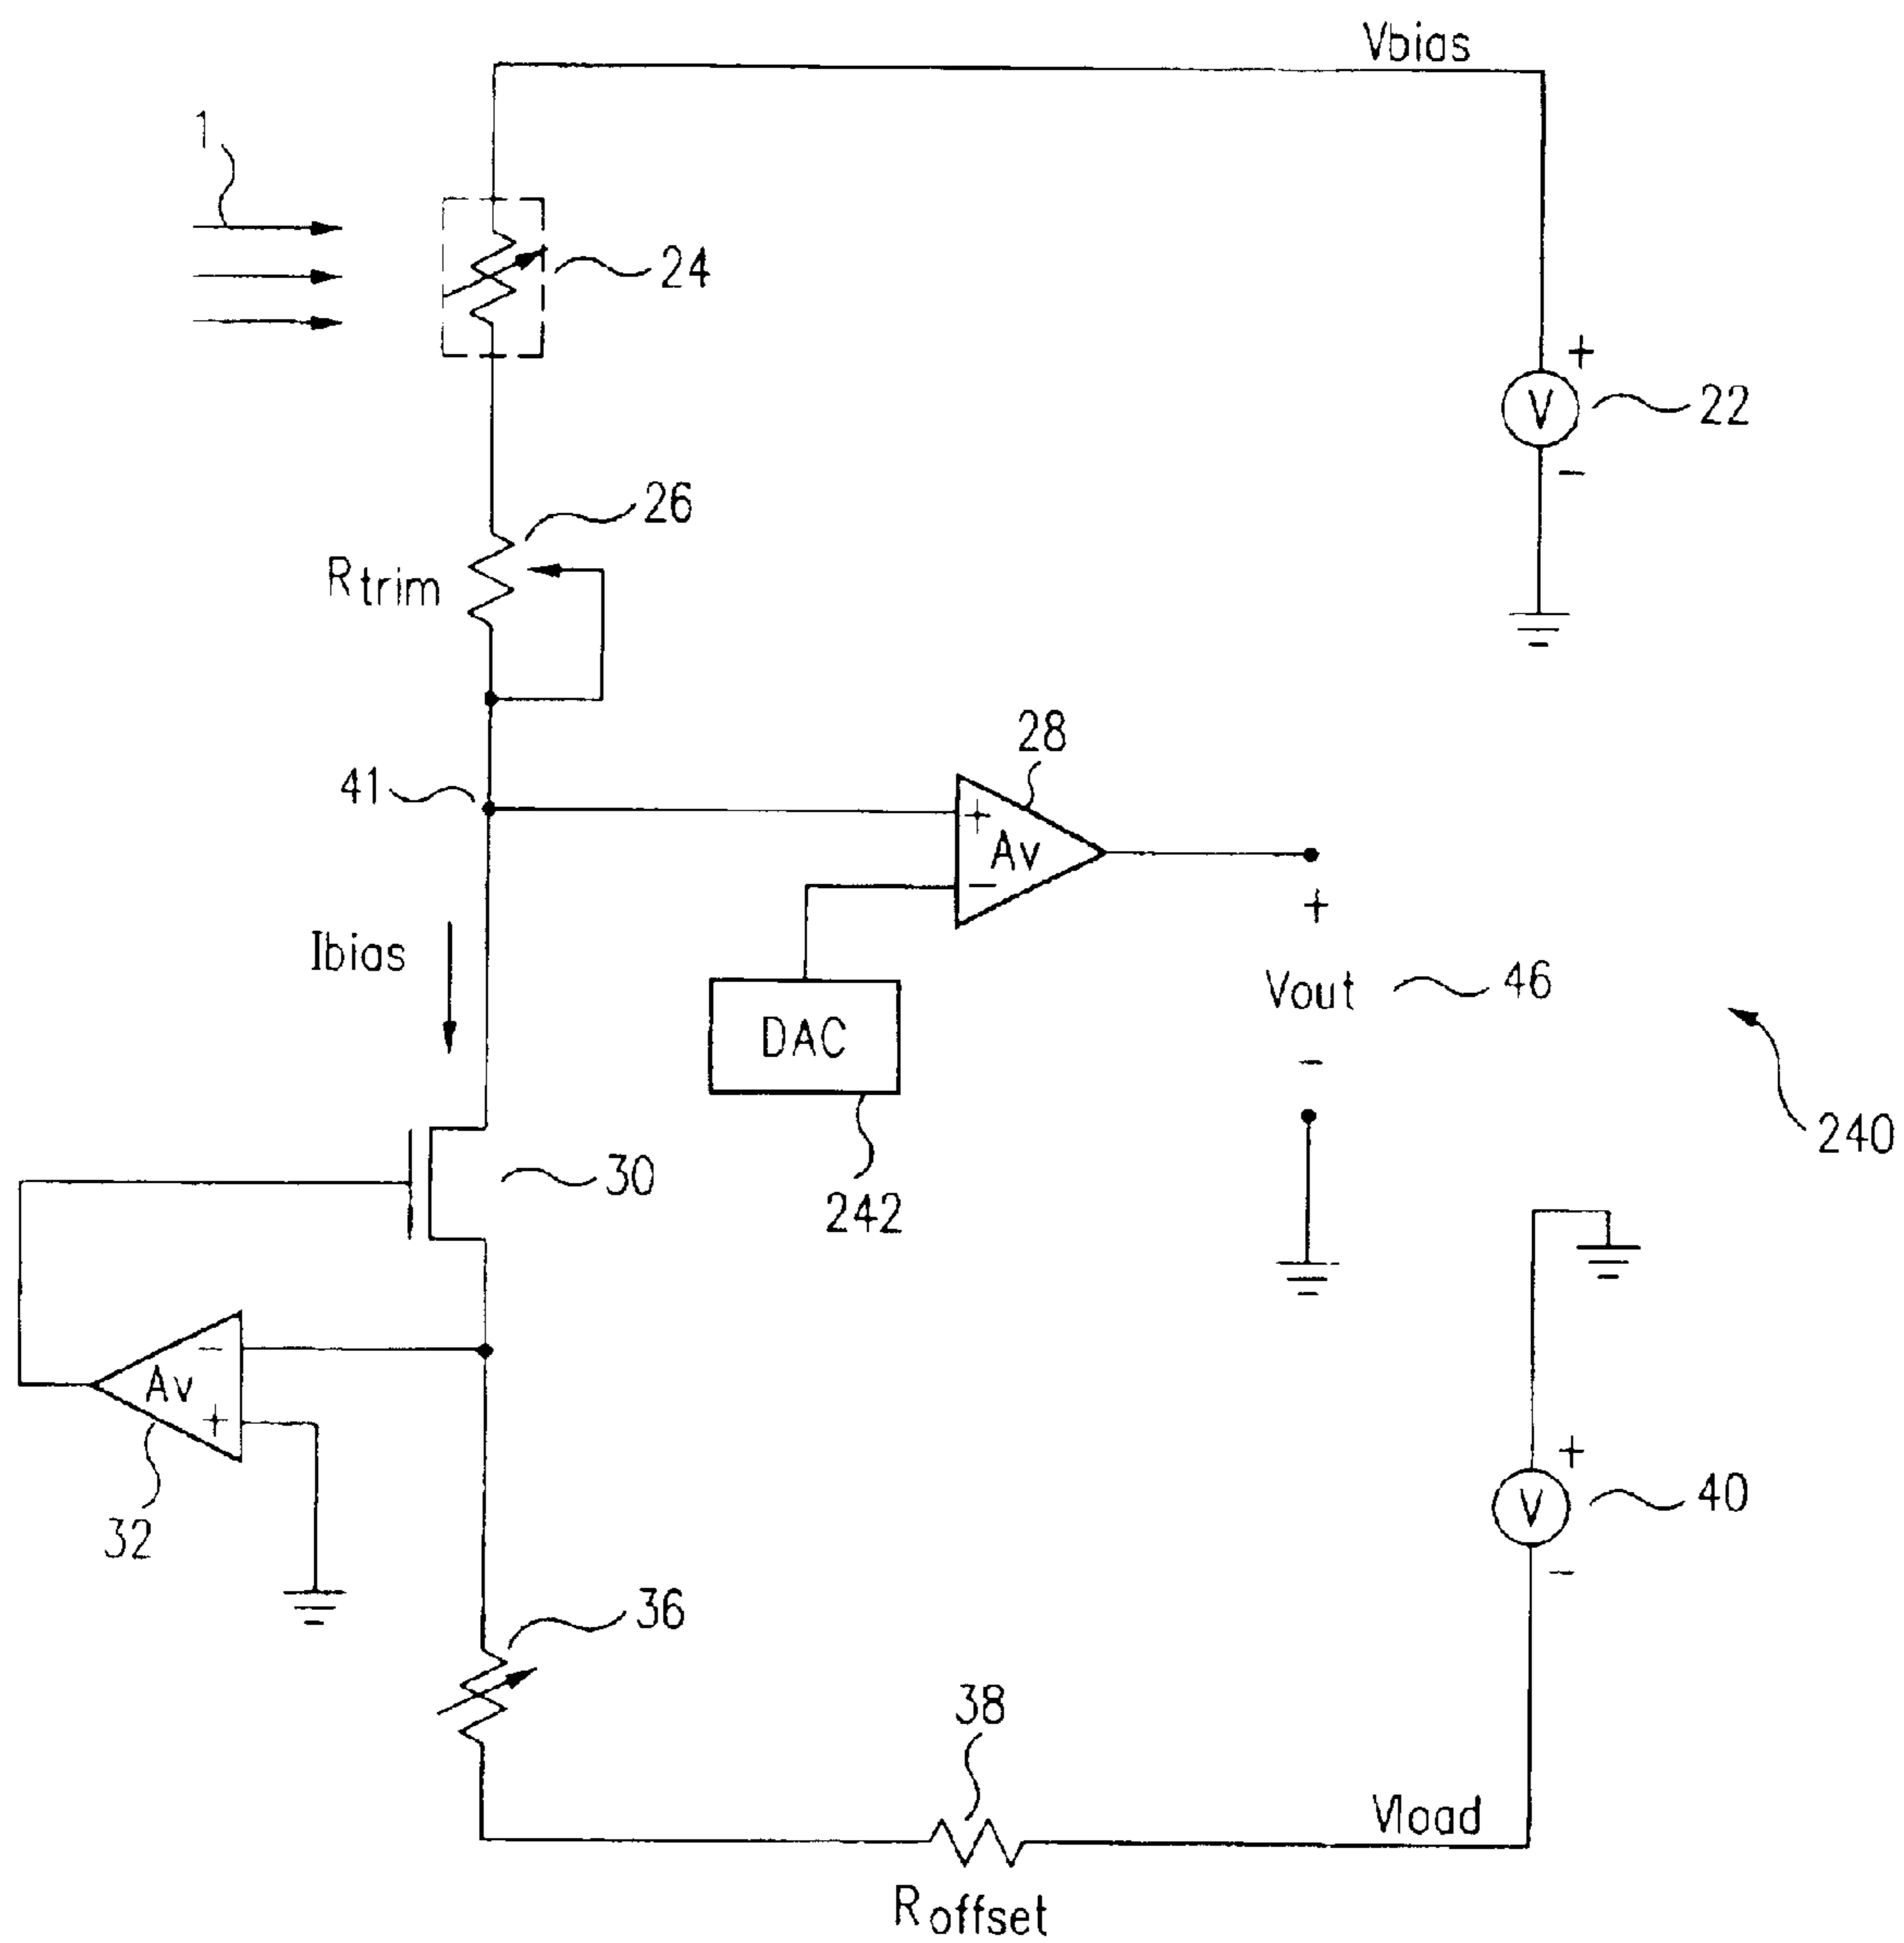 Vbias
1
24
+
V
22
−
26
Rtrim
28
41
+
Av
−
+
Ibias
Vout
46
DAC
−
240
30
242
−
Av
+
+
V
40
−
32
36
38
Vload
Roffset